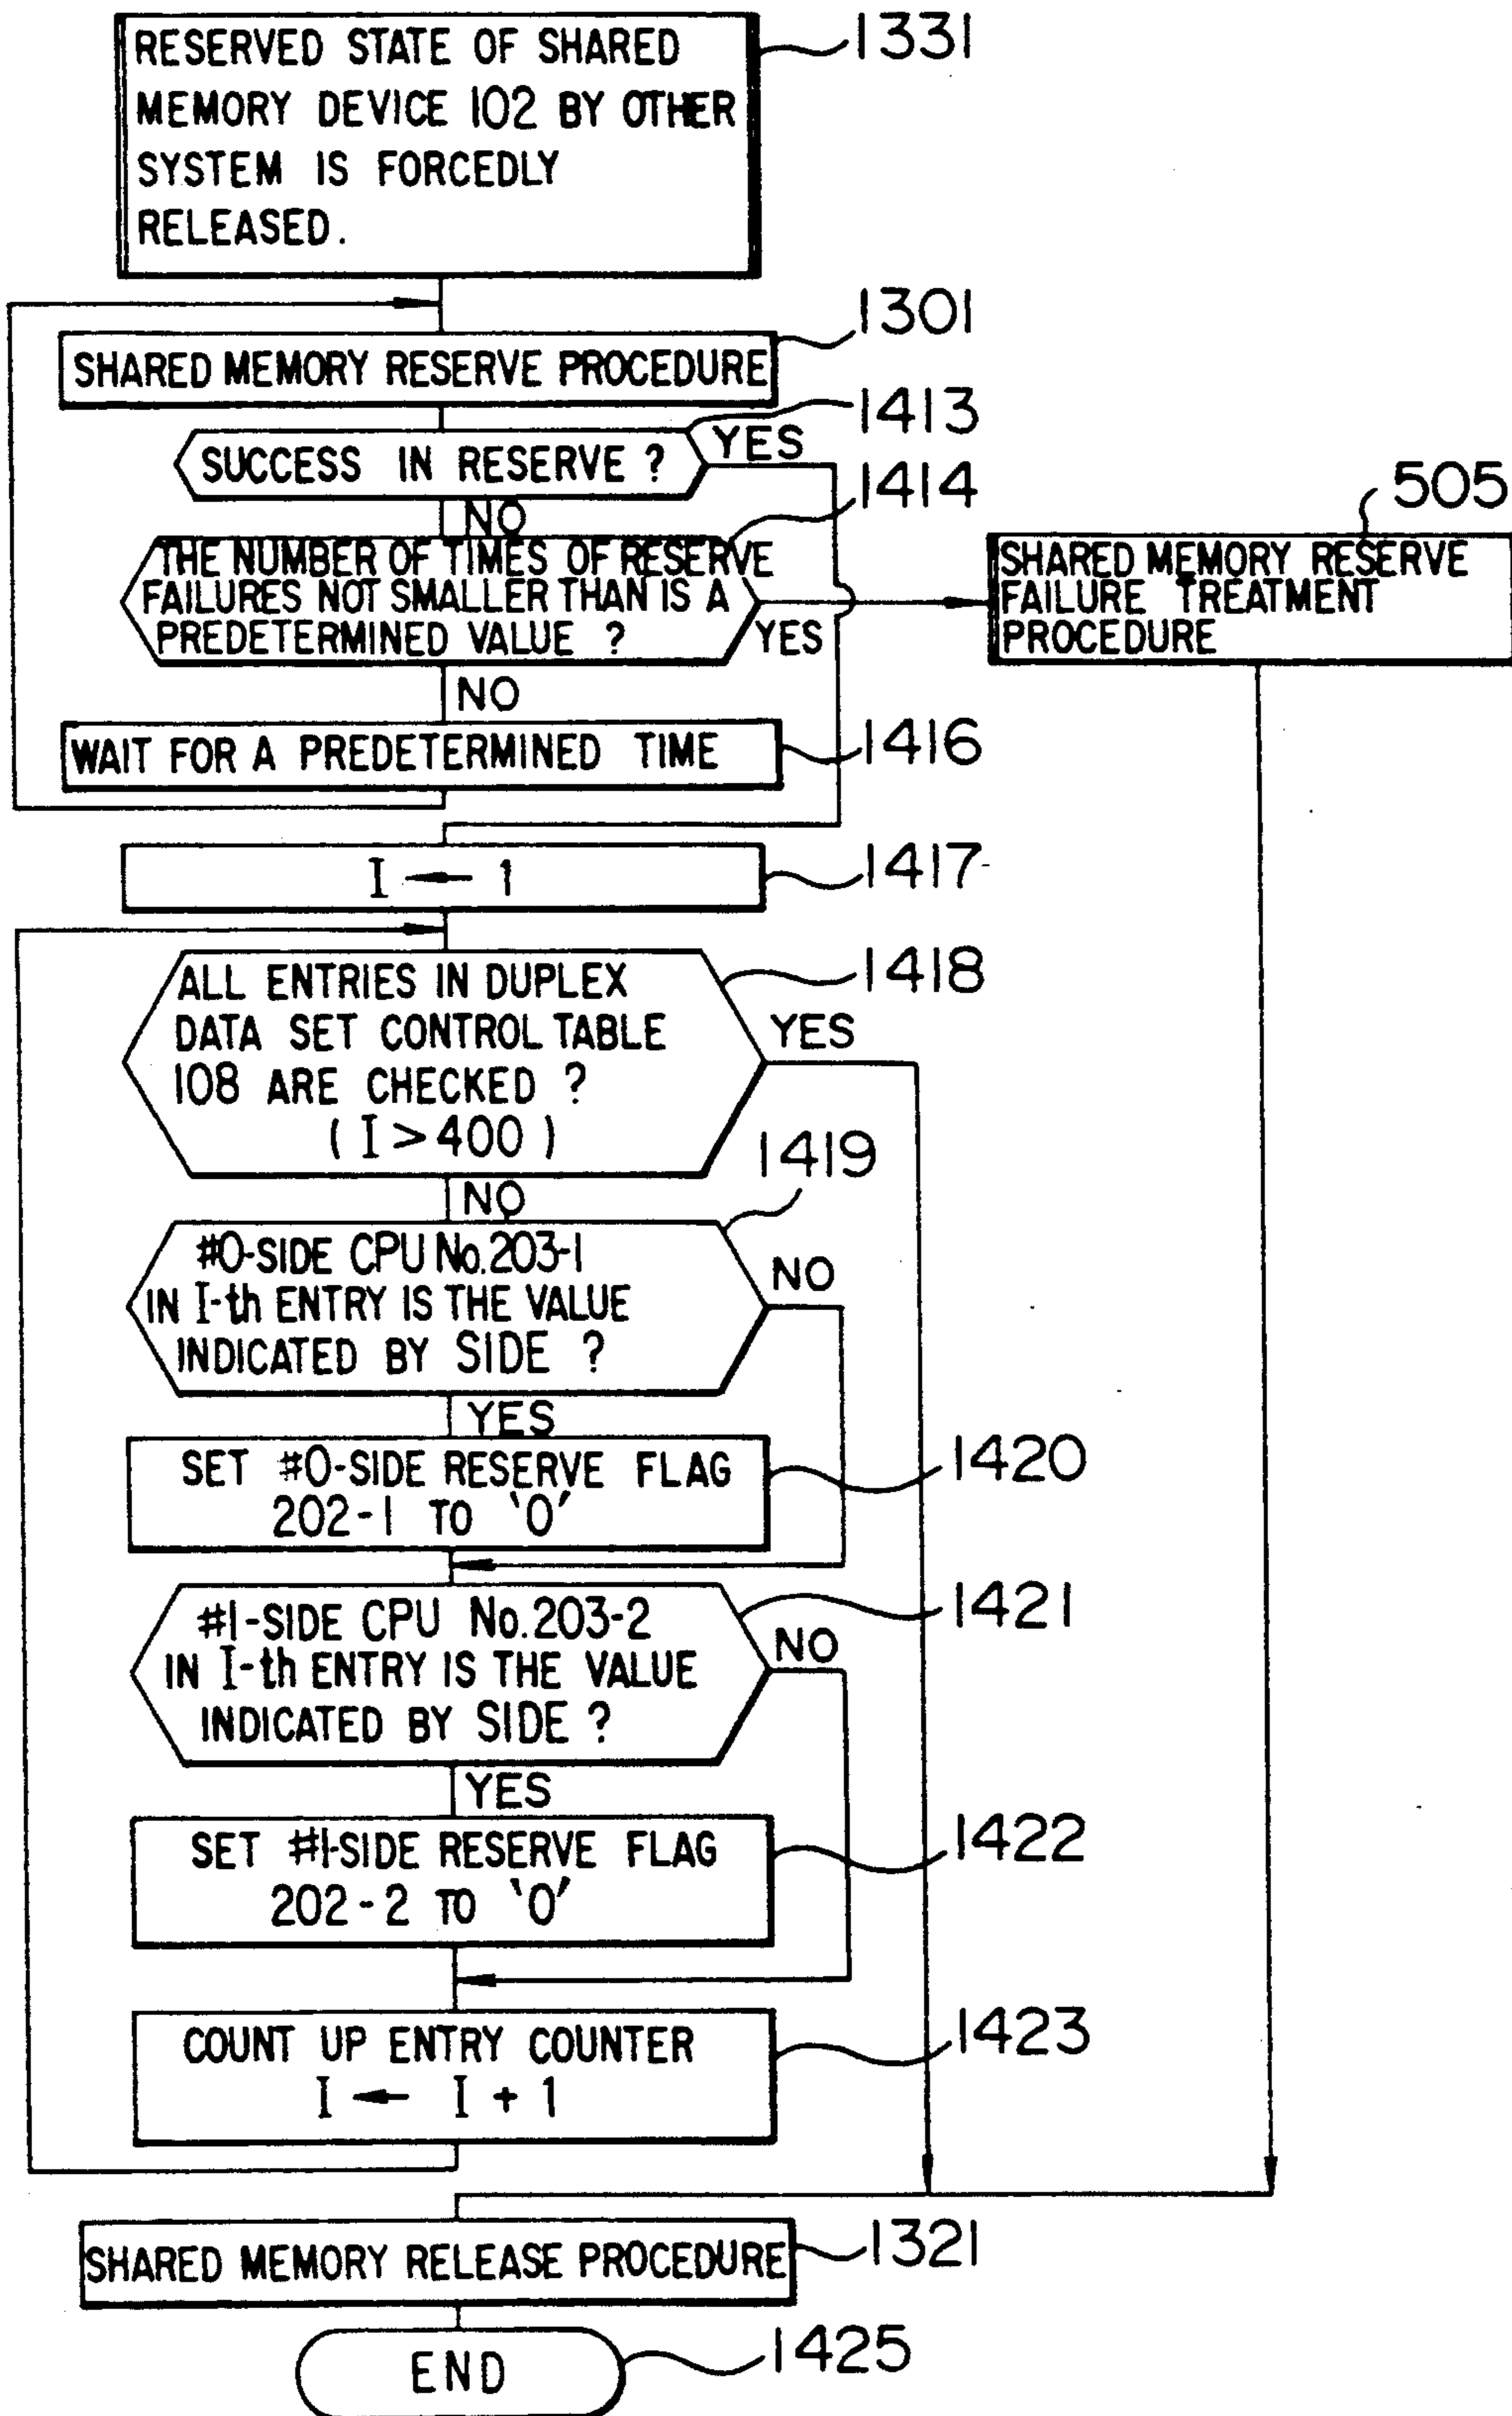 RESERVED STATE OF SHARED
MEMORY DEVICE 102 BY OTHER
SYSTEM IS FORCEDLY
RELEASED.
1331
SHARED MEMORY RESERVE PROCEDURE
1301
SUCCESS IN RESERVE ?
YES
1413
NO
THE NUMBER OF TIMES OF RESERVE
FAILURES NOT SMALLER THAN IS A
PREDETERMINED VALUE ?
YES
1414
SHARED MEMORY RESERVE
FAILURE TREATMENT
PROCEDURE
505
NO
WAIT FOR A PREDETERMINED TIME
1416
I ← 1
1417
ALL ENTRIES IN DUPLEX
DATA SET CONTROL TABLE
108 ARE CHECKED ?
( I > 400 )
YES
1418
NO
#0-SIDE CPU No.203-1
IN I-th ENTRY IS THE VALUE
INDICATED BY SIDE ?
NO
1419
YES
SET #0-SIDE RESERVE FLAG
202-1 TO '0'
1420
#1-SIDE CPU No.203-2
IN I-th ENTRY IS THE VALUE
INDICATED BY SIDE ?
NO
1421
YES
SET #1-SIDE RESERVE FLAG
202-2 TO '0'
1422
COUNT UP ENTRY COUNTER
I ← I + 1
1423
SHARED MEMORY RELEASE PROCEDURE
1321
END
1425